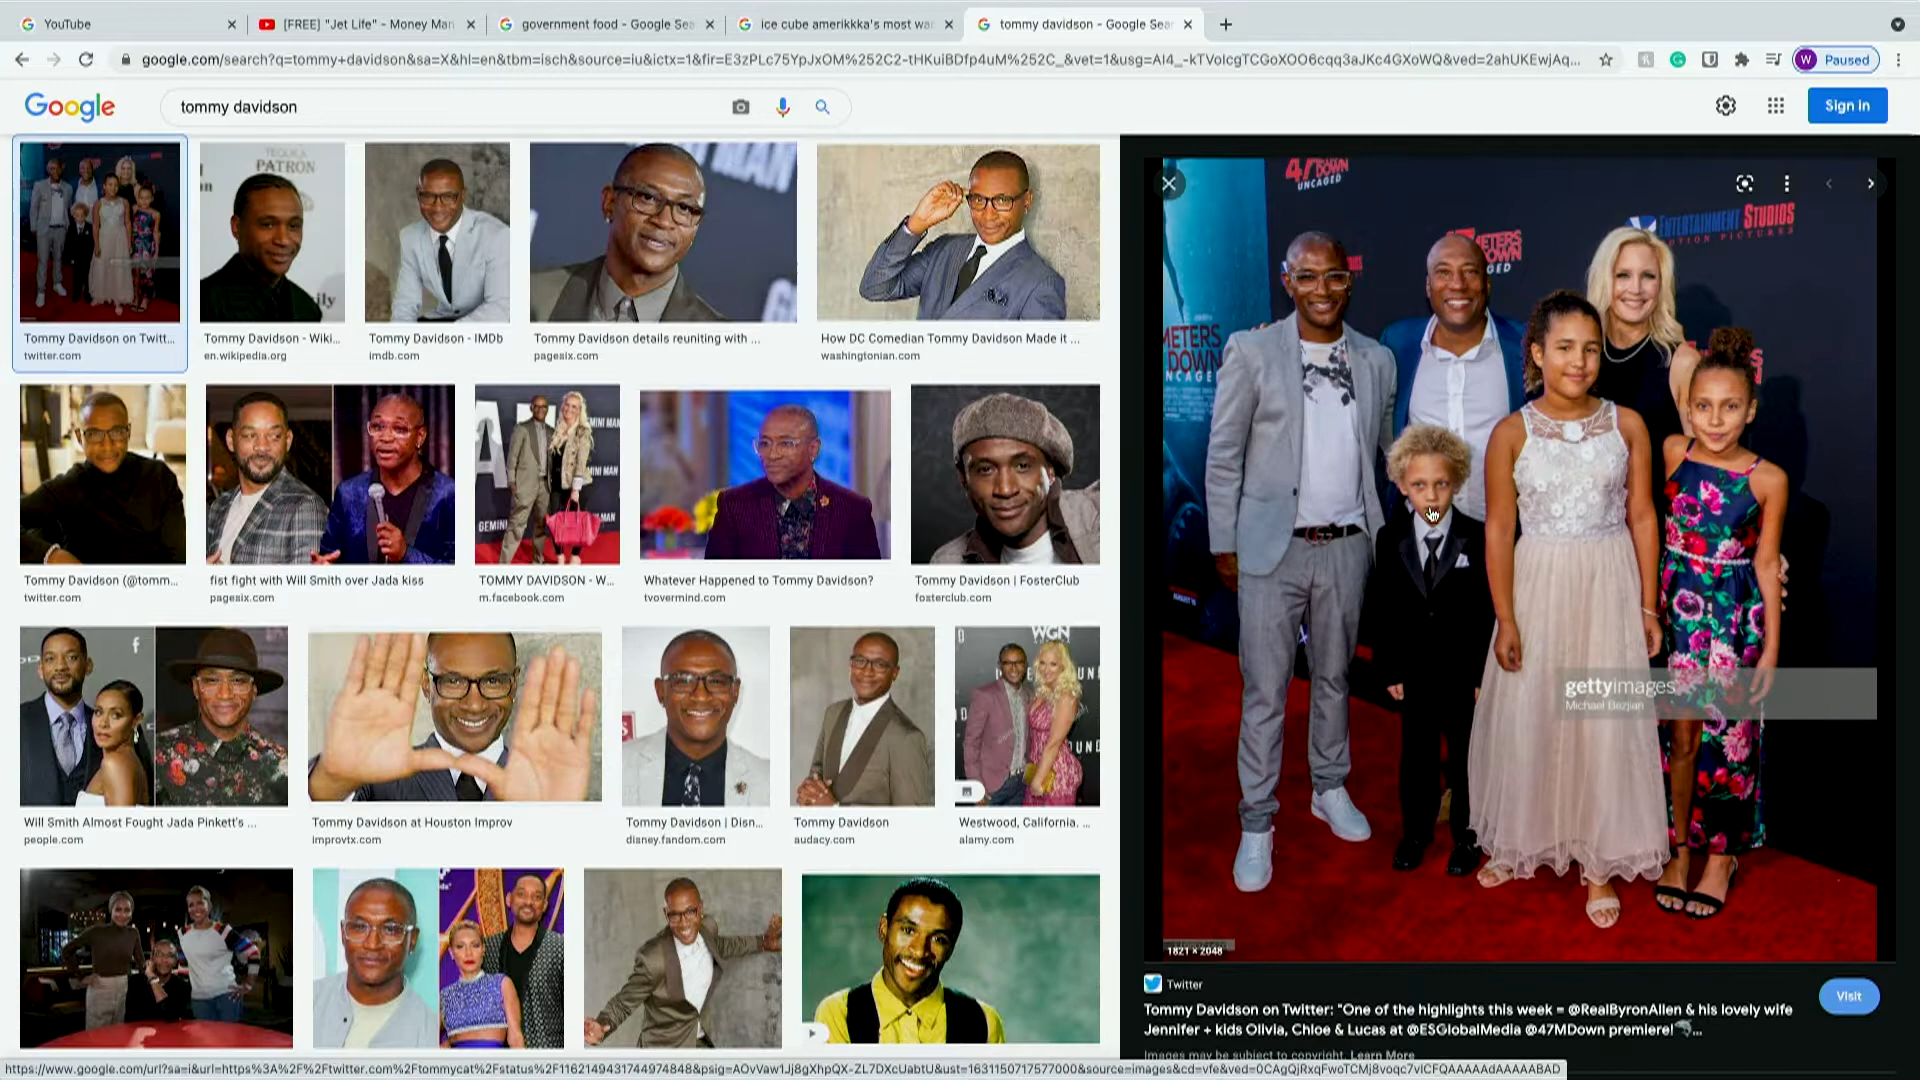 YouTube
[FREE] "Jet Life" - Money Man
government food - Google Sea
ice cube amerikkka's most wa
tommy davidson - Google Sear
google.com/search?q=tommy+davidson&sa=X&hl=en&tbm=isch&source=iu&ictx=1&fir=E3zPLc75YpJxOM%252C2-tHKuiBDfp4uM%252C_&vet=1&usg=AI4_-kTVolcgTCGoXOO6cqq3aJKc4GXoWQ&ved=2ahUKEwjAq...
W Paused
Google
tommy davidson
Sign in
Tommy Davidson on Twitt...
twitter.com
Tommy Davidson - Wiki...
en.wikipedia.org
Tommy Davidson - IMDb
imdb.com
Tommy Davidson details reuniting with ...
pagesix.com
How DC Comedian Tommy Davidson Made it ...
washingtonian.com
PATRON
Tommy Davidson (@tomm...
twitter.com
fist fight with Will Smith over Jada kiss
pagesix.com
TOMMY DAVIDSON - W...
m.facebook.com
Whatever Happened to Tommy Davidson?
tvovermind.com
Tommy Davidson | FosterClub
fosterclub.com
GEMINI MAN
Will Smith Almost Fought Jada Pinkett's ...
people.com
Tommy Davidson at Houston Improv
improvtx.com
Tommy Davidson | Disn...
disney.fandom.com
Tommy Davidson
audacy.com
Westwood, California. ...
alamy.com
WGN
47 DOWN
UNCAGED
ENTERTAINMENT STUDIOS
MOTION PICTURES
METERS
DOWN
UNCAGED
gettyimages
Michael Bezjian
1821 × 2048
Twitter
Visit
Tommy Davidson on Twitter: "One of the highlights this week = @RealByronAllen & his lovely wife
Jennifer + kids Olivia, Chloe & Lucas at @ESGlobalMedia @47MDown premiere!🦈...
Images may be subject to copyright. Learn More
https://www.google.com/url?sa=i&url=https%3A%2F%2Ftwitter.com%2Ftommycat%2Fstatus%2F1162149431744974848&psig=AOvVaw1Jj8gXhpQX-ZL7DXcUabtU&ust=1631150717577000&source=images&cd=vfe&ved=0CAgQjRxqFwoTCMj8voqc7vICFQAAAAAdAAAAABAD